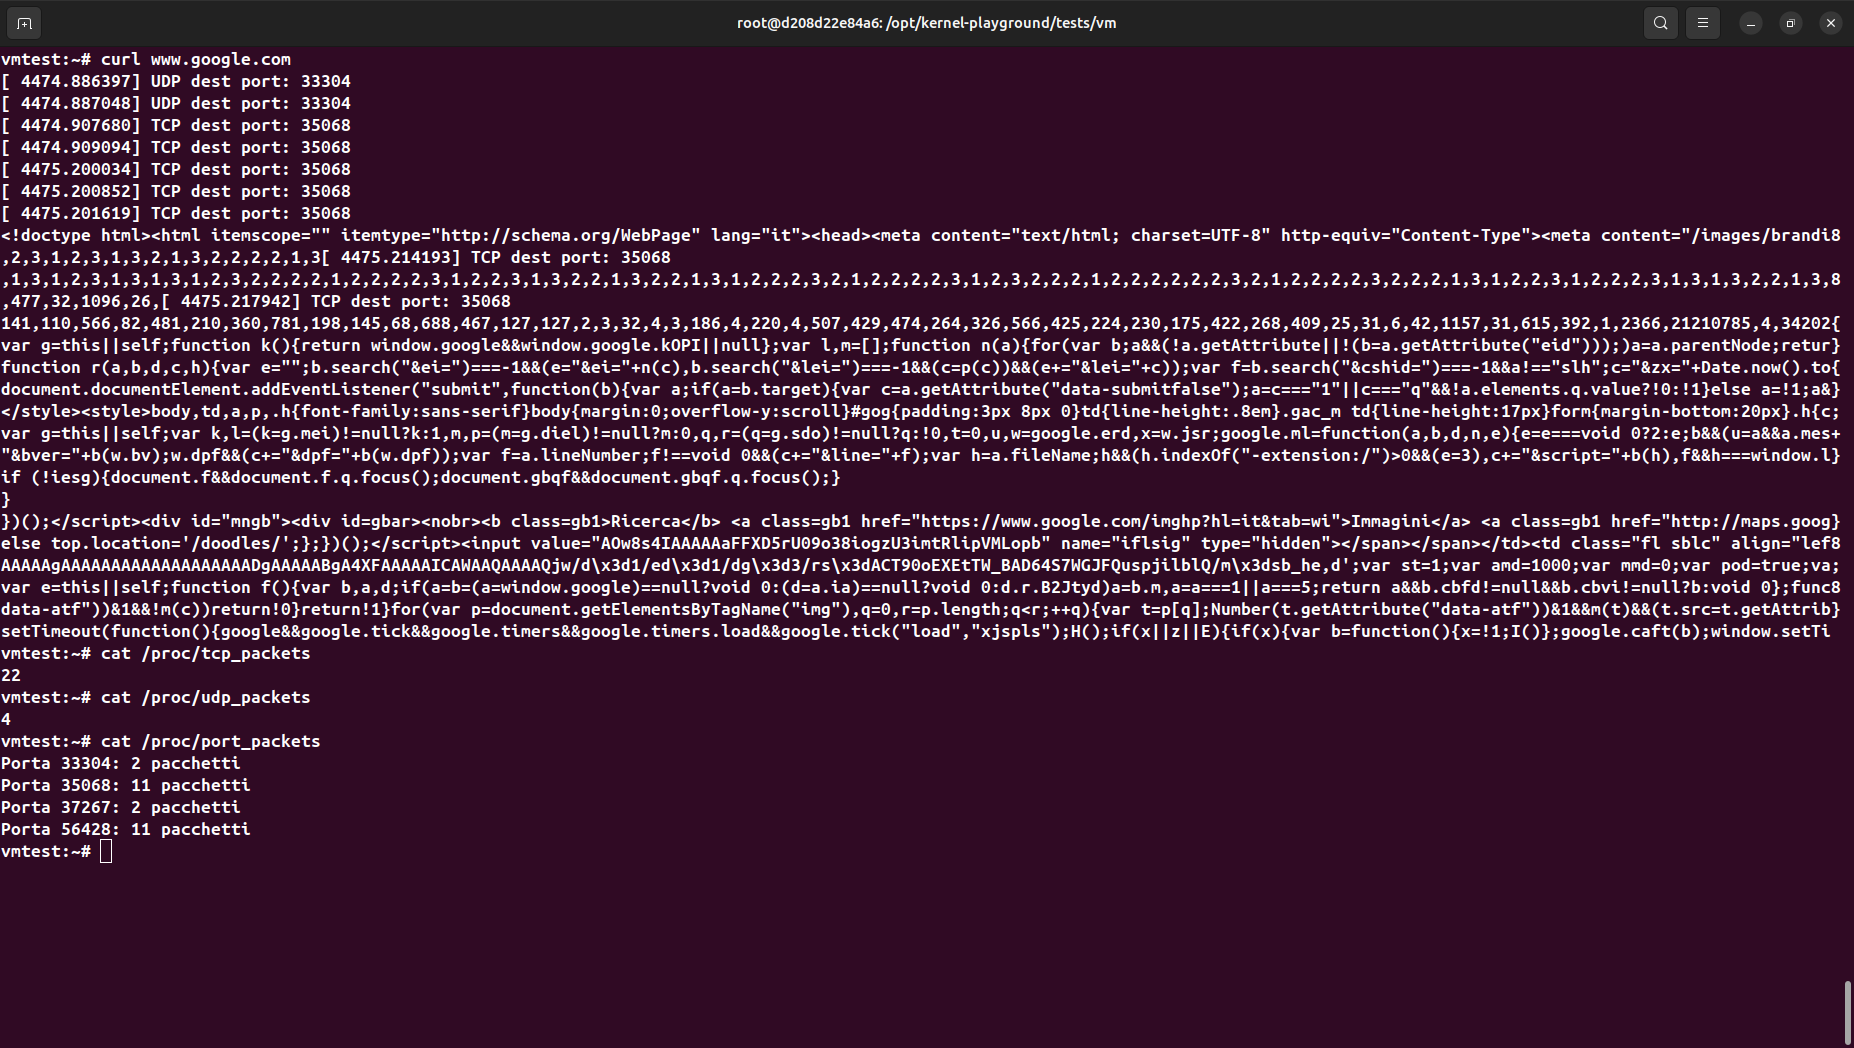 root@d208d22e84a6: /opt/kernel-playground/tests/vm
vmtest:~# curl www.google.com
[ 4474.886397] UDP dest port: 33304
[ 4474.887048] UDP dest port: 33304
[ 4474.907680] TCP dest port: 35068
[ 4474.909094] TCP dest port: 35068
[ 4475.200034] TCP dest port: 35068
[ 4475.200852] TCP dest port: 35068
[ 4475.201619] TCP dest port: 35068
<!doctype html><html itemscope="" itemtype="http://schema.org/WebPage" lang="it"><head><meta content="text/html; charset=UTF-8" http-equiv="Content-Type"><meta content="/images/brandi8
,2,3,1,2,3,1,3,2,1,3,2,2,2,2,1,3[ 4475.214193] TCP dest port: 35068
,1,3,1,2,3,1,3,1,3,1,2,3,2,2,2,2,1,2,2,2,2,3,1,2,2,3,1,3,2,2,1,3,2,2,1,3,1,2,2,2,3,2,1,2,2,2,2,3,1,2,3,2,2,2,1,2,2,2,2,2,2,3,2,1,2,2,2,2,3,2,2,2,1,3,1,2,2,3,1,2,2,2,3,1,3,1,3,2,2,1,3,8
,477,32,1096,26,[ 4475.217942] TCP dest port: 35068
141,110,566,82,481,210,360,781,198,145,68,688,467,127,127,2,3,32,4,3,186,4,220,4,507,429,474,264,326,566,425,224,230,175,422,268,409,25,31,6,42,1157,31,615,392,1,2366,21210785,4,34202{
var g=this||self;function k(){return window.google&&window.google.kOPI||null};var l,m=[];function n(a){for(var b;a&&(!a.getAttribute||!(b=a.getAttribute("eid")));)a=a.parentNode;retur}
function r(a,b,d,c,h){var e="";b.search("&ei=")===-1&&(e="&ei="+n(c),b.search("&lei=")===-1&&(c=p(c))&&(e+="&lei="+c));var f=b.search("&cshid=")===-1&&a!=="slh";c="&zx="+Date.now().to{
document.documentElement.addEventListener("submit",function(b){var a;if(a=b.target){var c=a.getAttribute("data-submitfalse");a=c==="1"||c==="q"&&!a.elements.q.value?!0:!1}else a=!1;a&}
</style><style>body,td,a,p,.h{font-family:sans-serif}body{margin:0;overflow-y:scroll}#gog{padding:3px 8px 0}td{line-height:.8em}.gac_m td{line-height:17px}form{margin-bottom:20px}.h{c;
var g=this||self;var k,l=(k=g.mei)!=null?k:1,m,p=(m=g.diel)!=null?m:0,q,r=(q=g.sdo)!=null?q:!0,t=0,u,w=google.erd,x=w.jsr;google.ml=function(a,b,d,n,e){e=e===void 0?2:e;b&&(u=a&&a.mes+
"&bver="+b(w.bv);w.dpf&&(c+="&dpf="+b(w.dpf));var f=a.lineNumber;f!==void 0&&(c+="&line="+f);var h=a.fileName;h&&(h.indexOf("-extension:/")>0&&(e=3),c+="&script="+b(h),f&&h===window.l}
if (!iesg){document.f&&document.f.q.focus();document.gbqf&&document.gbqf.q.focus();}
}
})();</script><div id="mngb"><div id=gbar><nobr><b class=gb1>Ricerca</b> <a class=gb1 href="https://www.google.com/imghp?hl=it&tab=wi">Immagini</a> <a class=gb1 href="http://maps.goog}
else top.location='/doodles/';};})();</script><input value="AOw8s4IAAAAAaFFXD5rU09o38iogzU3imtRlipVMLopb" name="iflsig" type="hidden"></span></span></td><td class="fl sblc" align="lef8
AAAAAgAAAAAAAAAAAAAAAAAAADgAAAAABgA4XFAAAAAICAWAAQAAAAQjw/d\x3d1/ed\x3d1/dg\x3d3/rs\x3dACT90oEXEtTW_BAD64S7WGJFQuspjilblQ/m\x3dsb_he,d';var st=1;var amd=1000;var mmd=0;var pod=true;va;
var e=this||self;function f(){var b,a,d;if(a=b=(a=window.google)==null?void 0:(d=a.ia)==null?void 0:d.r.B2Jtyd)a=b.m,a=a===1||a===5;return a&&b.cbfd!=null&&b.cbvi!=null?b:void 0};func8
data-atf"))&1&&!m(c))return!0}return!1}for(var p=document.getElementsByTagName("img"),q=0,r=p.length;q<r;++q){var t=p[q];Number(t.getAttribute("data-atf"))&1&&m(t)&&(t.src=t.getAttrib}
setTimeout(function(){google&&google.tick&&google.timers&&google.timers.load&&google.tick("load","xjspls");H();if(x||z||E){if(x){var b=function(){x=!1;I()};google.caft(b);window.setTi
vmtest:~# cat /proc/tcp_packets
22
vmtest:~# cat /proc/udp_packets
4
vmtest:~# cat /proc/port_packets
Porta 33304: 2 pacchetti
Porta 35068: 11 pacchetti
Porta 37267: 2 pacchetti
Porta 56428: 11 pacchetti
vmtest:~#